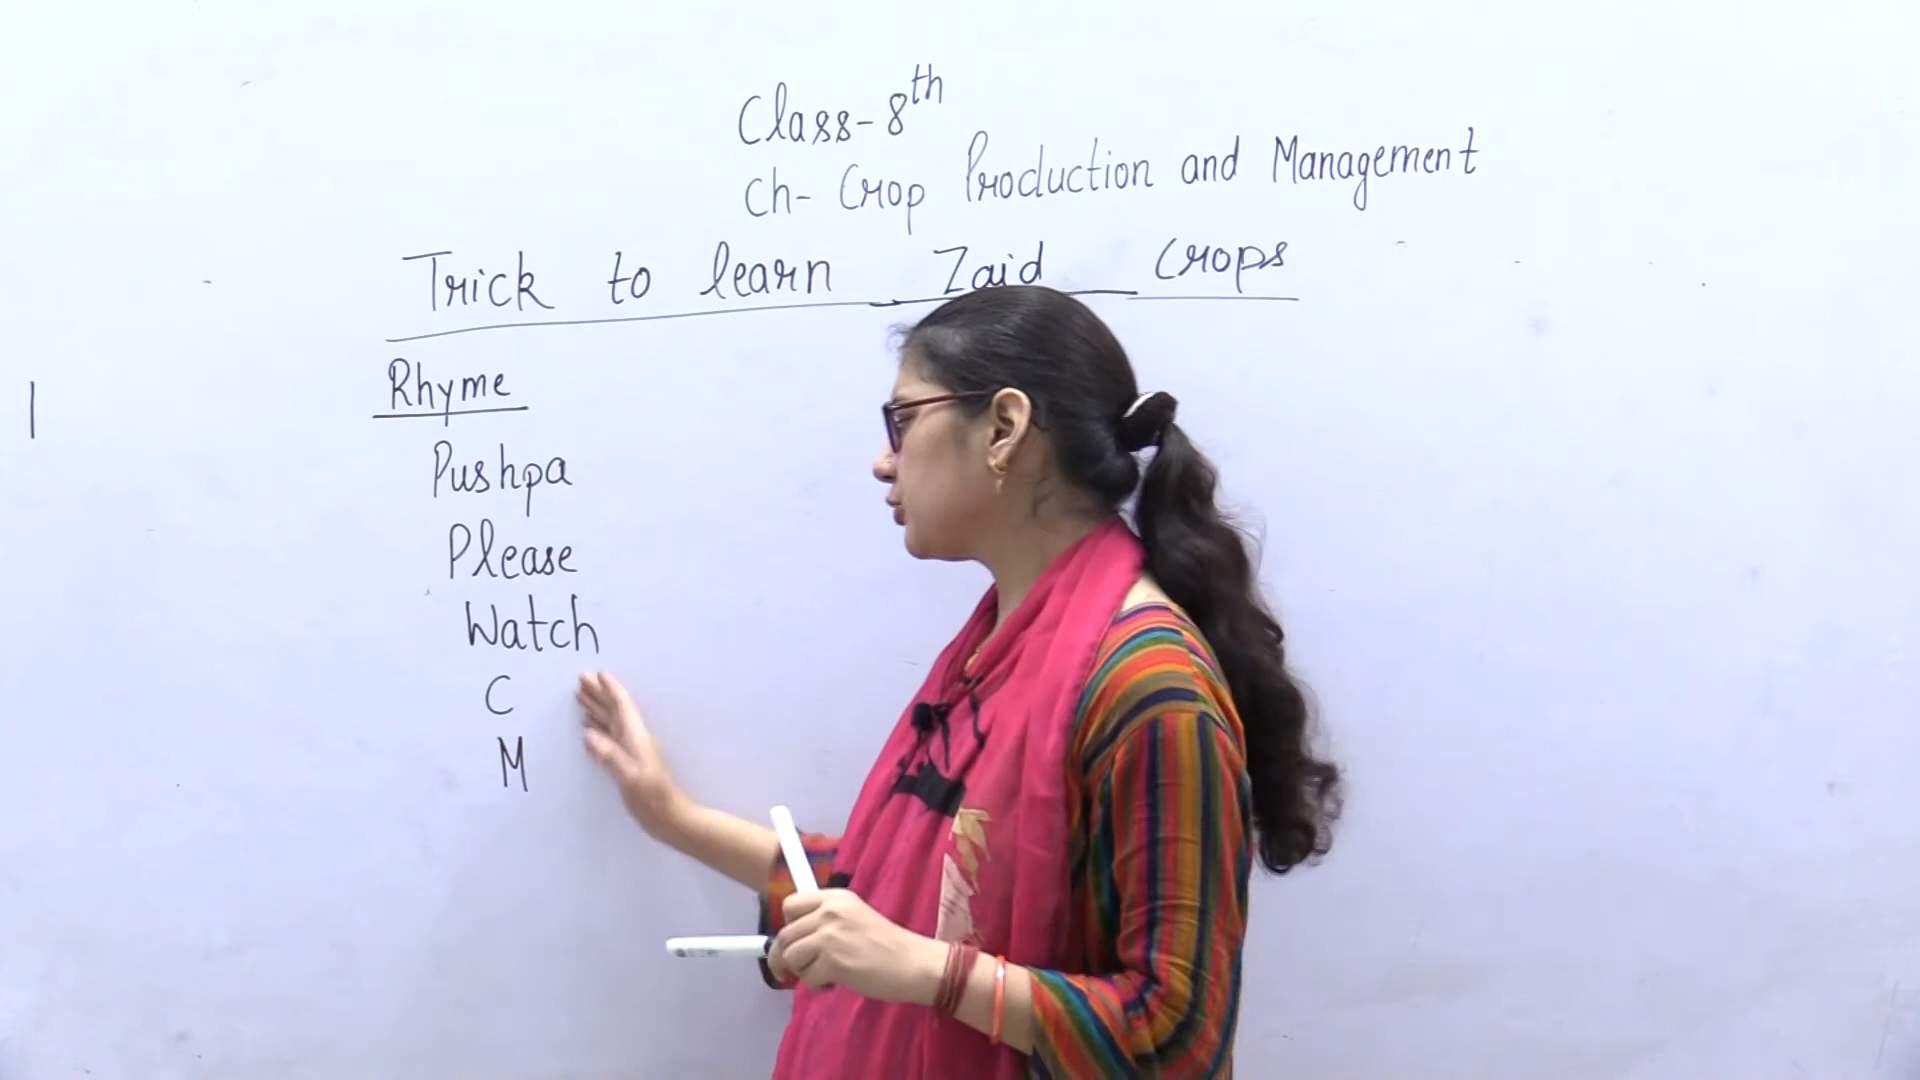 Class-8th
Ch- Crop Production and Management
Trick to learn Zaid Crops
Rhyme
Pushpa
Please
Watch
C
M